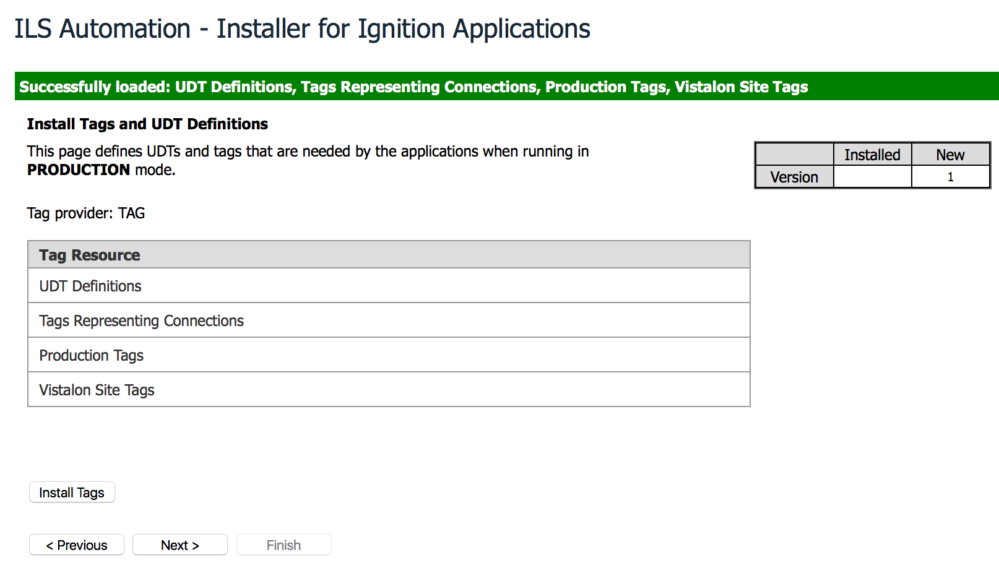 ILS Automation - Installer for Ignition Applications
Successfully loaded: UDT Definitions, Tags Representing Connections, Production Tags, Vistalon Site Tags
Install Tags and UDT Definitions
This page defines UDTs and tags that are needed by the applications when running in
PRODUCTION mode.
Installed New
Version 1
Tag provider: TAG
Tag Resource
UDT Definitions
Tags Representing Connections
Production Tags
Vistalon Site Tags
Install Tags
< Previous Next > Finish